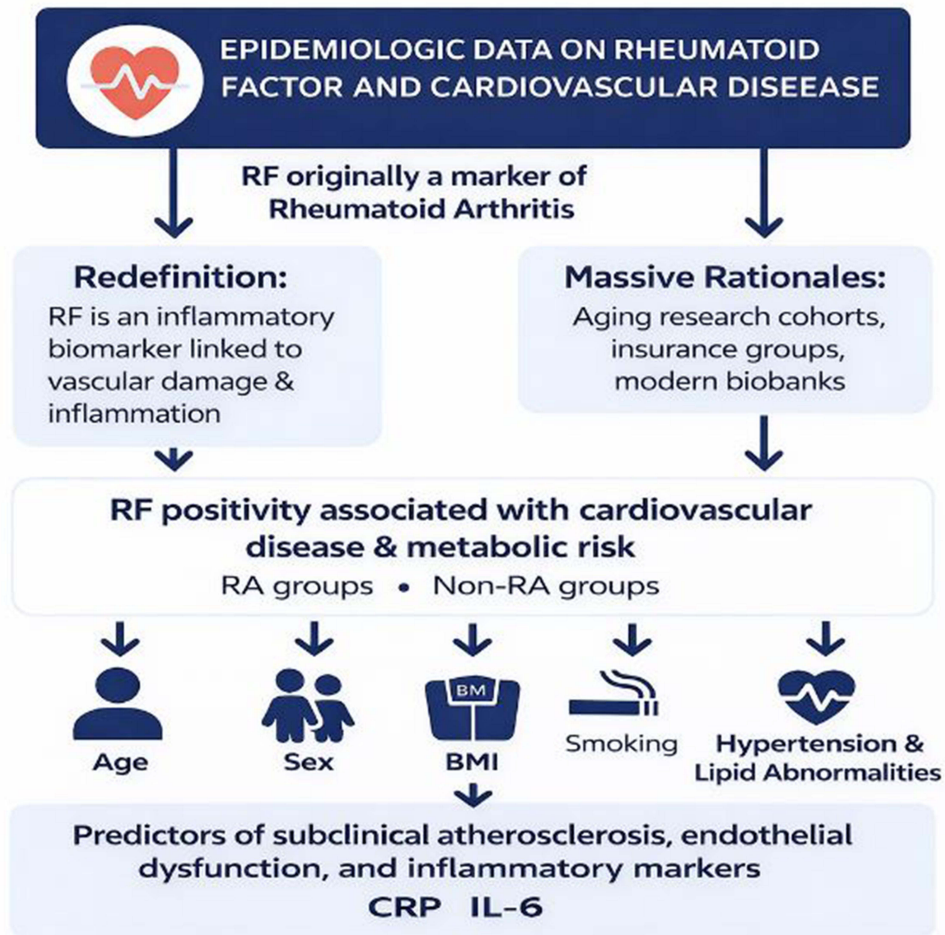 EPIDEMIOLOGIC DATA ON RHEUMATOID
FACTOR AND CARDIOVASCULAR DISEEASE
RF originally a marker of
Rheumatoid Arthritis
Redefinition:
RF is an inflammatory
biomarker linked to
vascular damage &
inflammation
Massive Rationales:
Aging research cohorts,
insurance groups,
modern biobanks
RF positivity associated with cardiovascular
disease & metabolic risk
RA groups • Non-RA groups
Age
Sex
BM
BMI
Smoking
Hypertension &
Lipid Abnormalities
Predictors of subclinical atherosclerosis, endothelial
dysfunction, and inflammatory markers
CRP IL-6